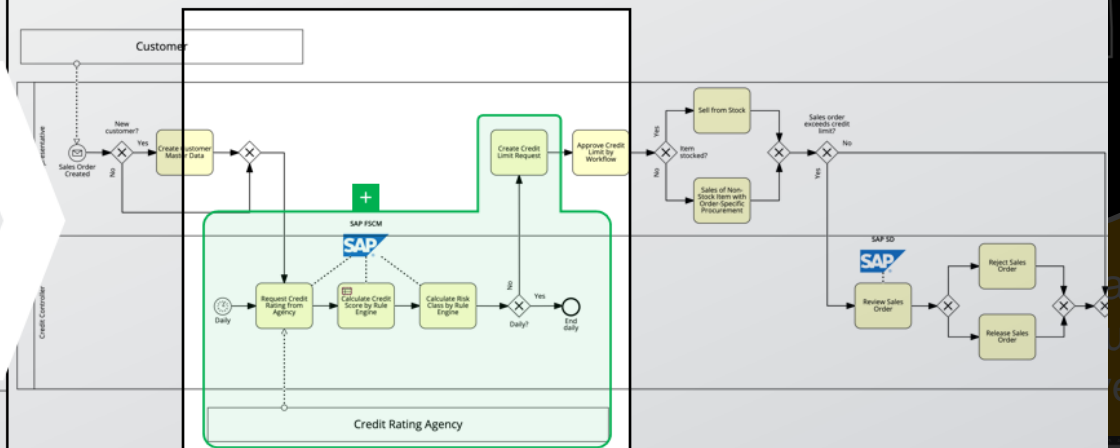 Customer
New
customer?
Yes
No
Sales Order
Created
Create Customer
Master Data
Create Credit
Limit Request
Approve Credit
Limit by
Workflow
Yes
No
Item
stocked?
Sell from Stock
Sales of Non-
Stock Item with
Order-Specific
Procurement
Sales order
exceeds credit
limit?
No
Yes
+
SAP FSCM
SAP
Credit Controller
Daily
Request Credit
Rating from
Agency
Calculate Credit
Score by Rule
Engine
Calculate Risk
Class by Rule
Engine
No
Yes
Daily?
End
daily
SAP SD
SAP
Review Sales
Order
Reject Sales
Order
Release Sales
Order
Credit Rating Agency